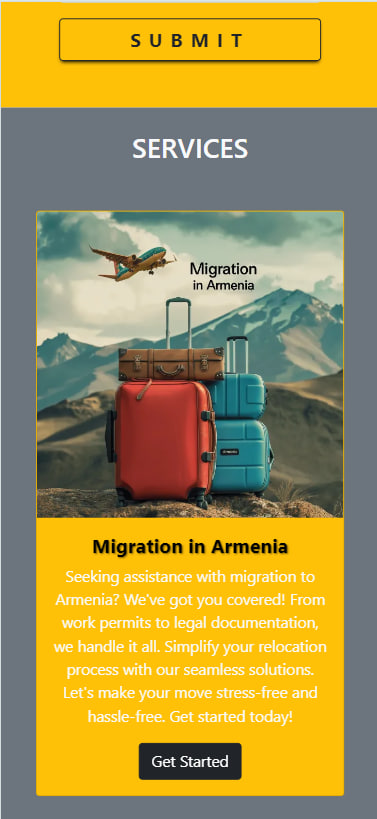 SUBMIT
SERVICES
Migration
in Armenia
Migration in Armenia
Seeking assistance with migration to
Armenia? We've got you covered! From
work permits to legal documentation,
we handle it all. Simplify your relocation
process with our seamless solutions.
Let's make your move stress-free and
hassle-free. Get started today!
Get Started